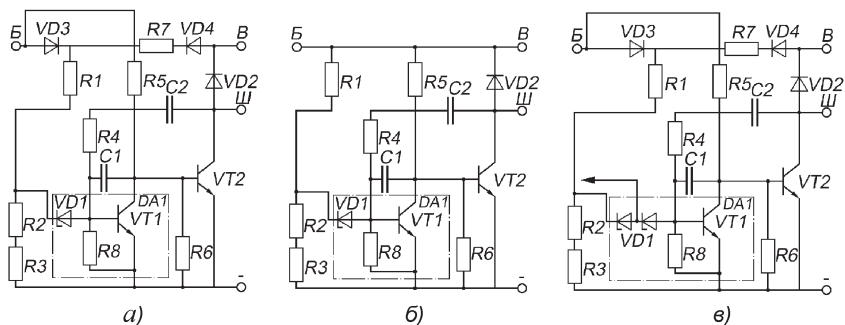 Б VD3 R7 VD4 В
R1 R5 C2 VD2
Ш
R4
C1
VT2
VD1 DA1
VT1
R2
R8 R6
R3
-
а)
Б В
R1 R5 C2 VD2
Ш
R4
C1
VT2
VD1 DA1
VT1
R2
R8 R6
R3
-
б)
Б VD3 R7 VD4 В
R1 R5 C2 VD2
Ш
R4
C1
VT2
DA1
VT1
R2 VD1
R8 R6
R3
-
в)